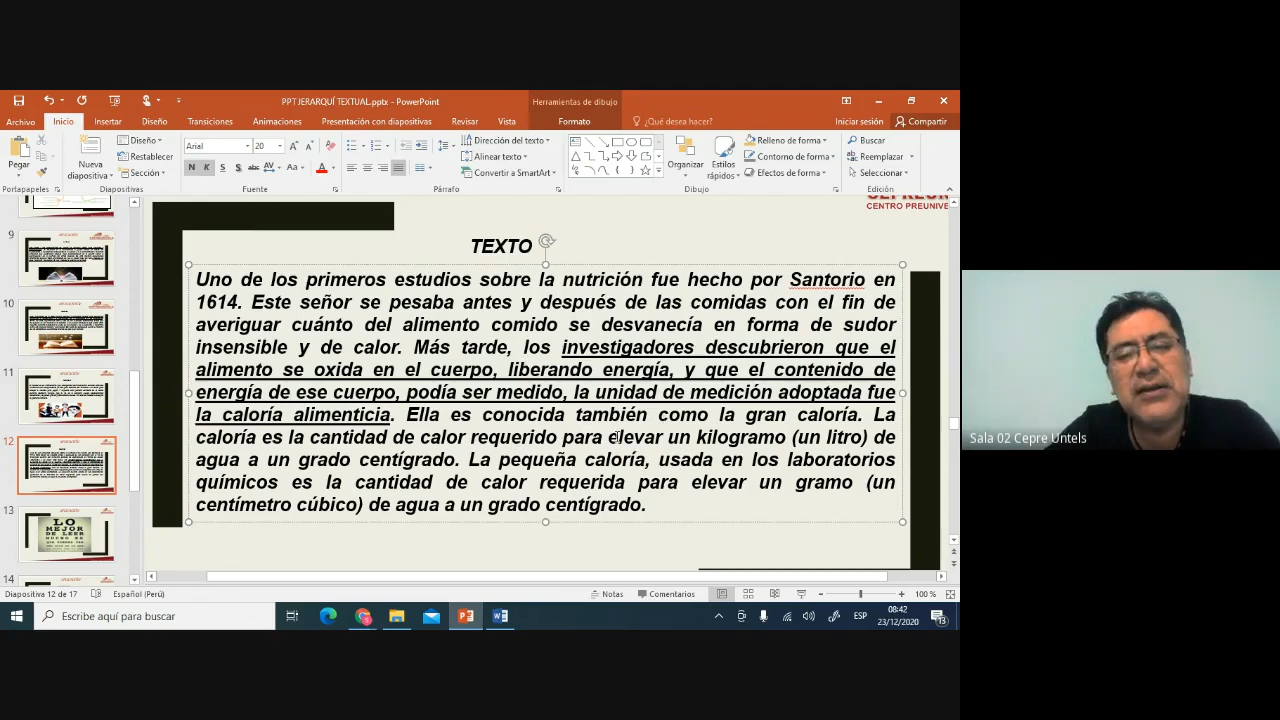 PPT JERARQUÍ TEXTUAL.pptx - PowerPoint
Herramientas de dibujo
Archivo Inicio Insertar Diseño Transiciones Animaciones Presentación con diapositivas Revisar Vista Formato ¿Qué desea hacer? Iniciar sesión Compartir
Pegar
Nueva diapositiva
Diseño
Restablecer
Sección
Arial 20
N K S S abc AV Aa A
Dirección del texto
Alinear texto
Convertir a SmartArt
Organizar
Estilos rápidos
Relleno de forma
Contorno de forma
Efectos de forma
Buscar
Reemplazar
Seleccionar
Portapapeles Diapositivas Fuente Párrafo Dibujo Edición
CENTRO PREUNIVE
9
10
11
12
13
LO
MEJOR
DE LEER
14
TEXTO
Uno de los primeros estudios sobre la nutrición fue hecho por Santorio en
1614. Este señor se pesaba antes y después de las comidas con el fin de
averiguar cuánto del alimento comido se desvanecía en forma de sudor
insensible y de calor. Más tarde, los investigadores descubrieron que el
alimento se oxida en el cuerpo, liberando energía, y que el contenido de
energía de ese cuerpo, podía ser medido, la unidad de medición adoptada fue
la caloría alimenticia. Ella es conocida también como la gran caloría. La
caloría es la cantidad de calor requerido para elevar un kilogramo (un litro) de
agua a un grado centígrado. La pequeña caloría, usada en los laboratorios
químicos es la cantidad de calor requerida para elevar un gramo (un
centímetro cúbico) de agua a un grado centígrado.
Sala 02 Cepre Untels
Diapositiva 12 de 17 Español (Perú) Notas Comentarios 100 %
Escribe aquí para buscar
ESP
08:42
23/12/2020
13